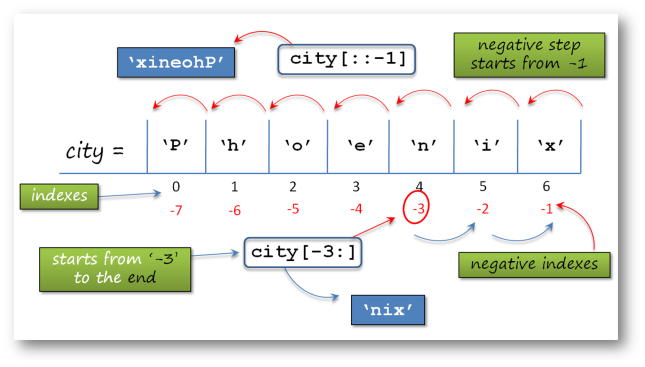 ‘xineohP’
city[::-1]
negative step
starts from -1
city =
‘P’ ‘h’ ‘o’ ‘e’ ‘n’ ‘i’ ‘x’
indexes
0 1 2 3 4 5 6
-7 -6 -5 -4 -3 -2 -1
starts from ‘-3’
to the end
city[-3:]
negative indexes
‘nix’